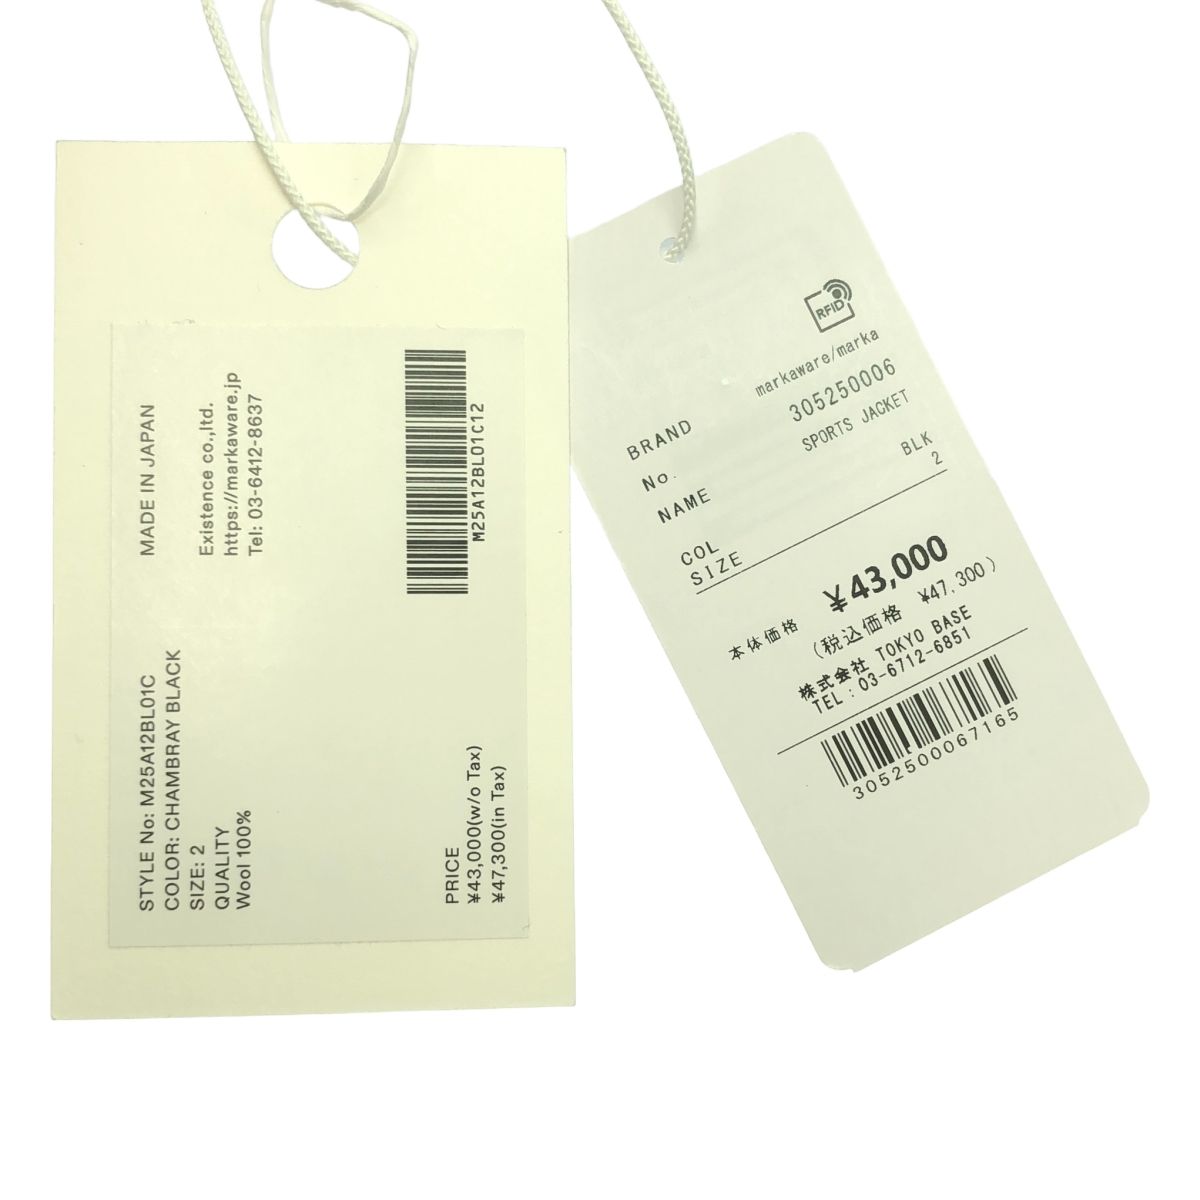 STYLE No: M25A12BL01C
COLOR: CHAMBRAY BLACK
SIZE: 2
QUALITY
Wool 100%
MADE IN JAPAN
Existence co.,ltd.
https://markaware.jp
Tel: 03-6412-8637
PRICE
¥43,000(w/o Tax)
¥47,300(in Tax)
M25A12BL01C12
RFID
BRAND markaware/marka
No. 305250006
NAME SPORTS JACKET
COL BLK
SIZE 2
本体価格 ¥43,000
(税込価格 ¥47,300)
株式会社 TOKYO BASE
TEL:03-6712-6851
3052500067165